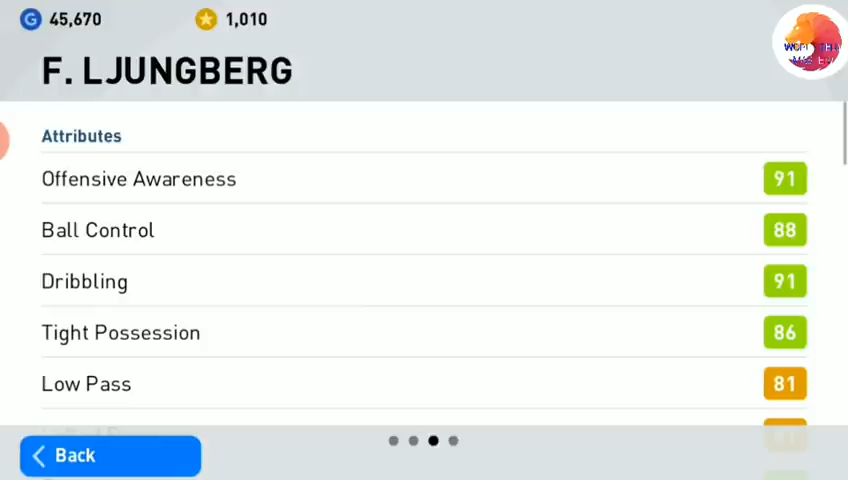 45,670
1,010
F. LJUNGBERG
Attributes
Offensive Awareness 91
Ball Control 88
Dribbling 91
Tight Possession 86
Low Pass 81
Back